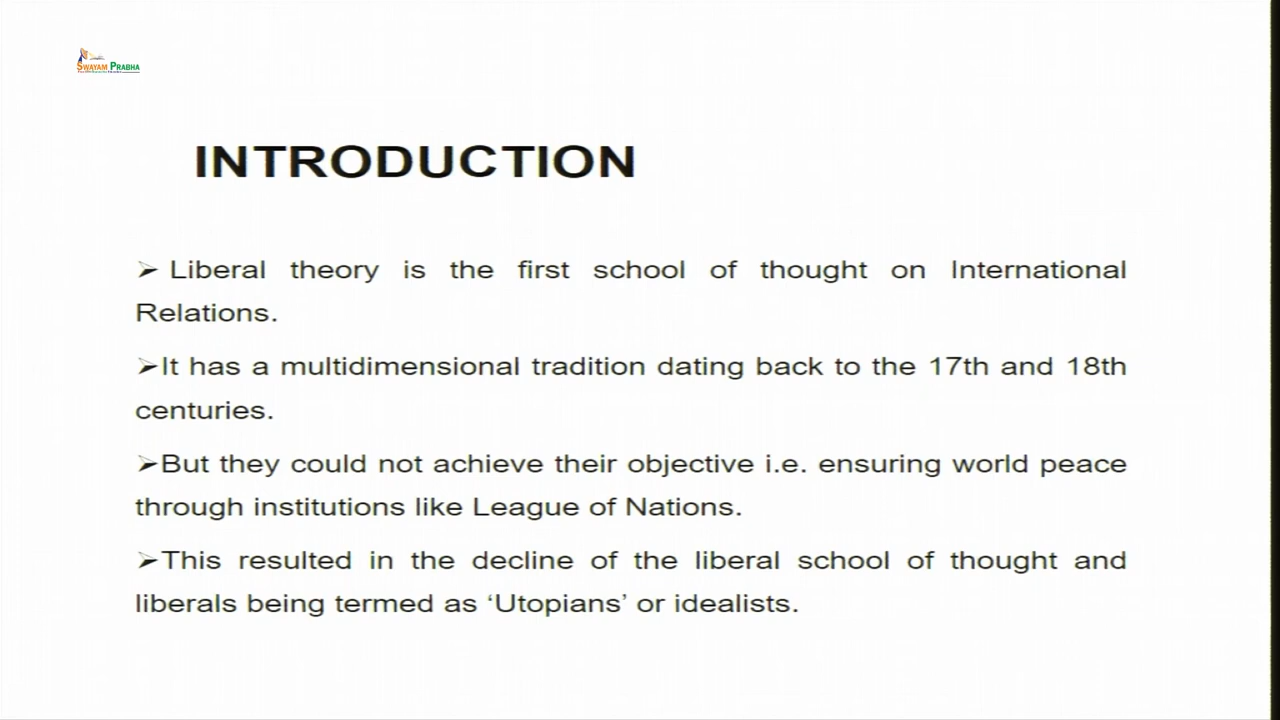 SWAYAM PRABHA
INTRODUCTION
➢ Liberal theory is the first school of thought on International
Relations.
➢It has a multidimensional tradition dating back to the 17th and 18th
centuries.
➢But they could not achieve their objective i.e. ensuring world peace
through institutions like League of Nations.
➢This resulted in the decline of the liberal school of thought and
liberals being termed as ‘Utopians’ or idealists.